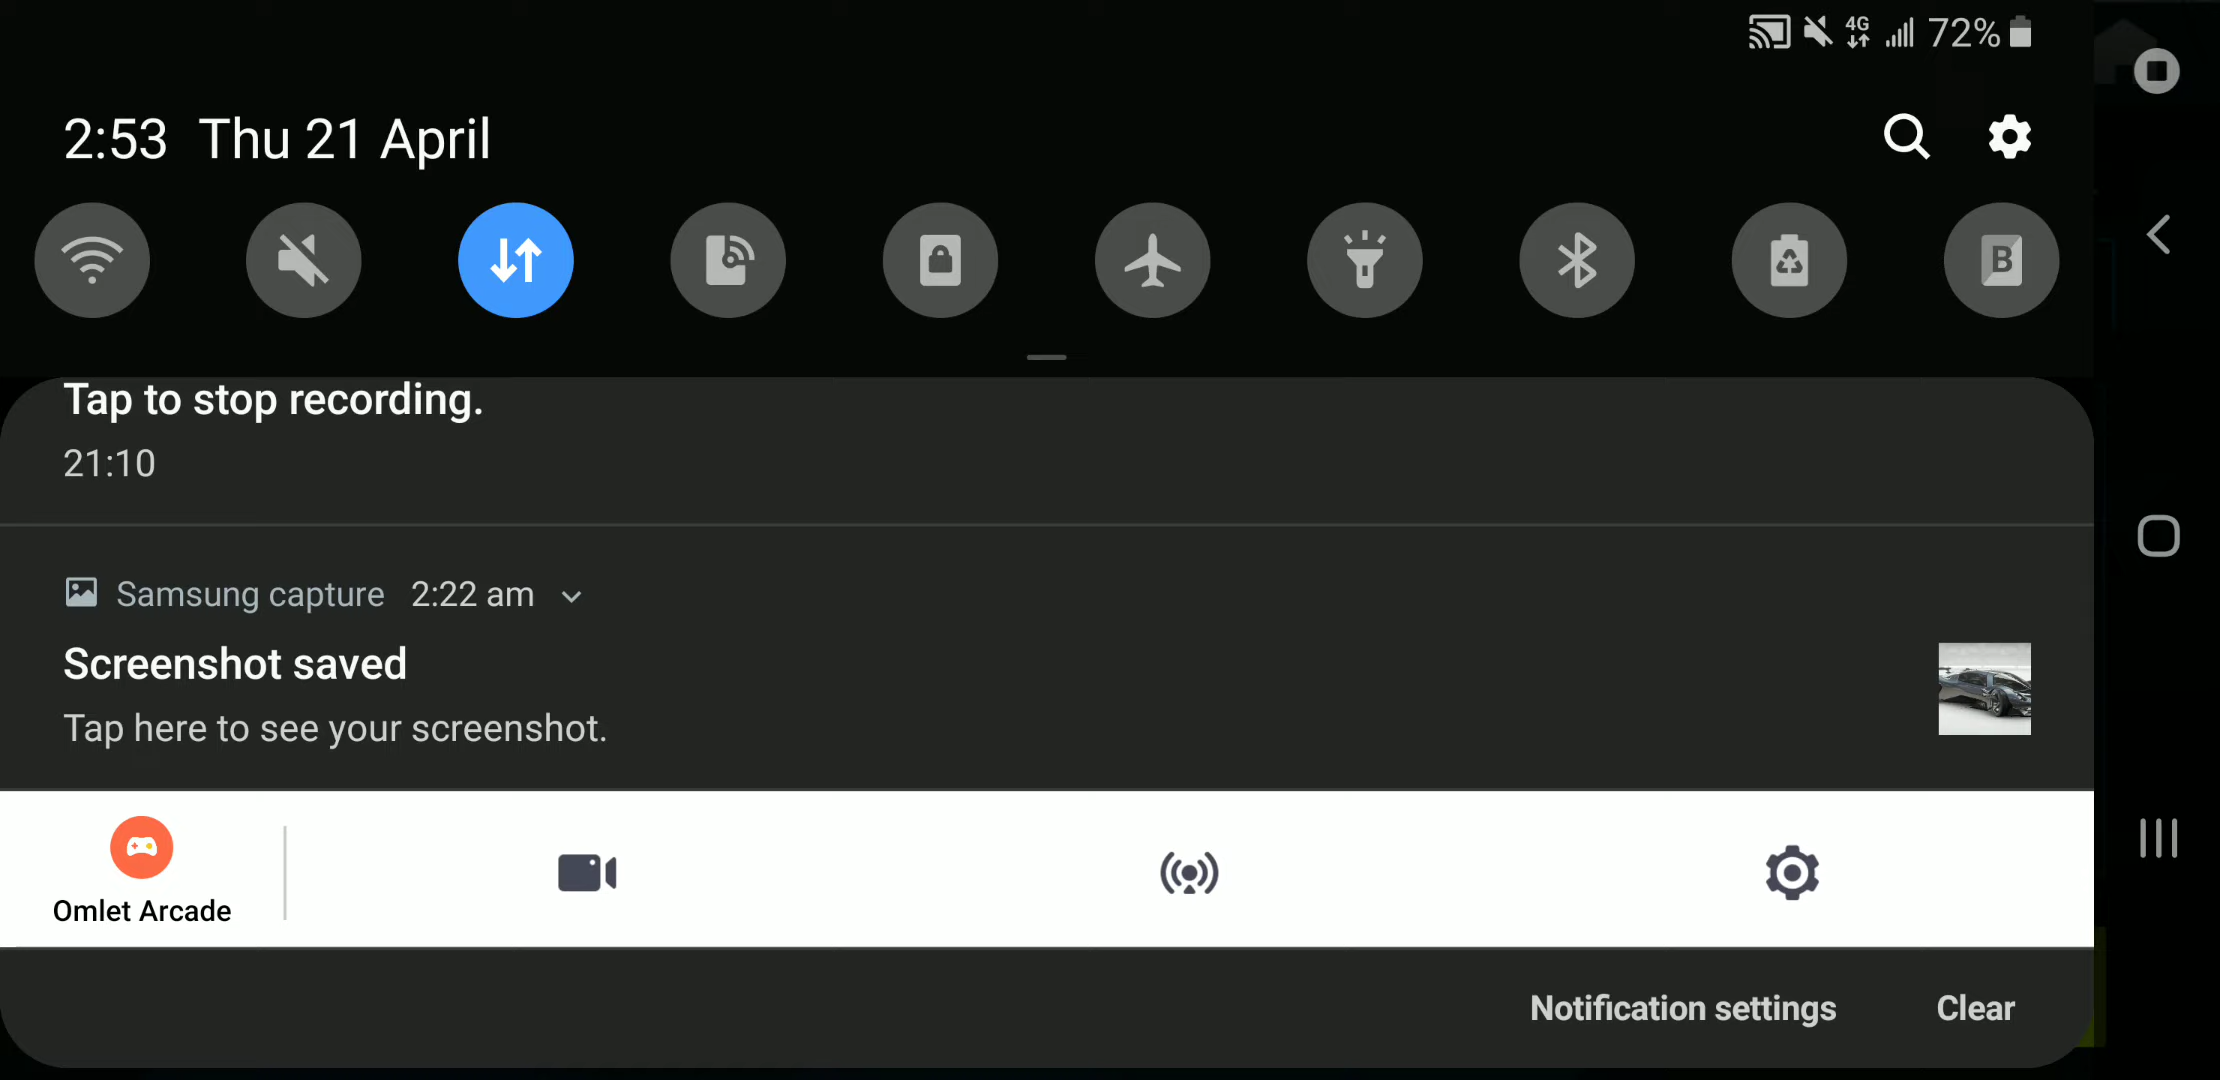 4G
72%
2:53 Thu 21 April
B
Tap to stop recording.
21:10
Samsung capture 2:22 am
Screenshot saved
Tap here to see your screenshot.
Omlet Arcade
Notification settings Clear